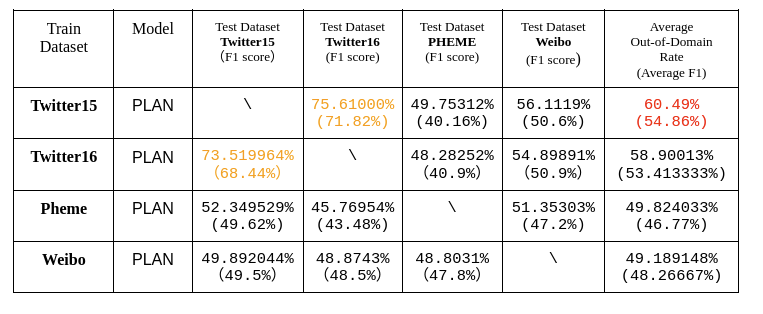 Train Dataset | Model | Test Dataset Twitter15 （F1 score） | Test Dataset Twitter16 (F1 score) | Test Dataset PHEME (F1 score) | Test Dataset Weibo (F1 score) | Average Out-of-Domain Rate (Average F1)
Twitter15 | PLAN | \ | 75.61000% (71.82%) | 49.75312% (40.16%) | 56.1119% (50.6%) | 60.49% (54.86%)
Twitter16 | PLAN | 73.519964% （68.44%） | \ | 48.28252% （40.9%） | 54.89891% （50.9%） | 58.90013% (53.413333%)
Pheme | PLAN | 52.349529% (49.62%) | 45.76954% (43.48%) | \ | 51.35303% (47.2%) | 49.824033% (46.77%)
Weibo | PLAN | 49.892044% （49.5%） | 48.8743% （48.5%） | 48.8031% （47.8%） | \ | 49.189148% (48.26667%)